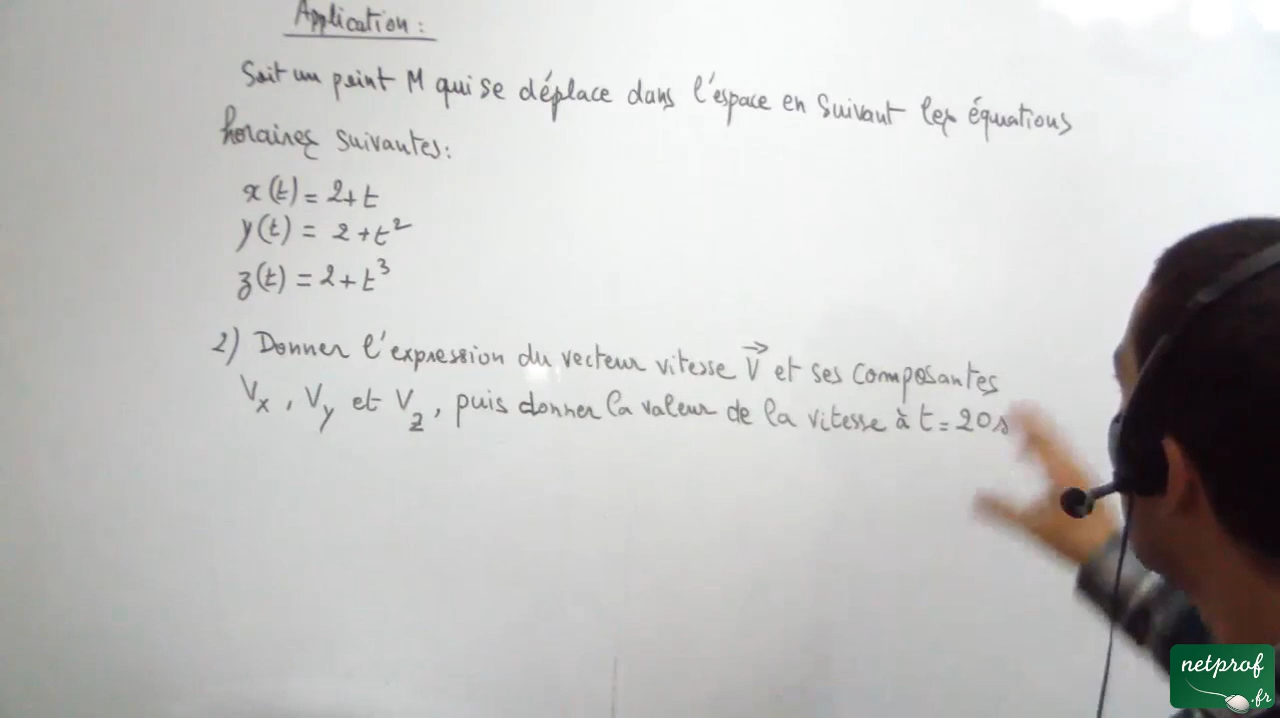 Application :
Soit un point M qui se déplace dans l'espace en suivant les équations
horaires suivantes :
x(t) = 2+t
y(t) = 2+t²
z(t) = 2+t³
2) Donner l'expression du vecteur vitesse V⃗ et ses composantes
Vx, Vy et Vz, puis donner la valeur de la vitesse à t = 20s
netprof
.fr